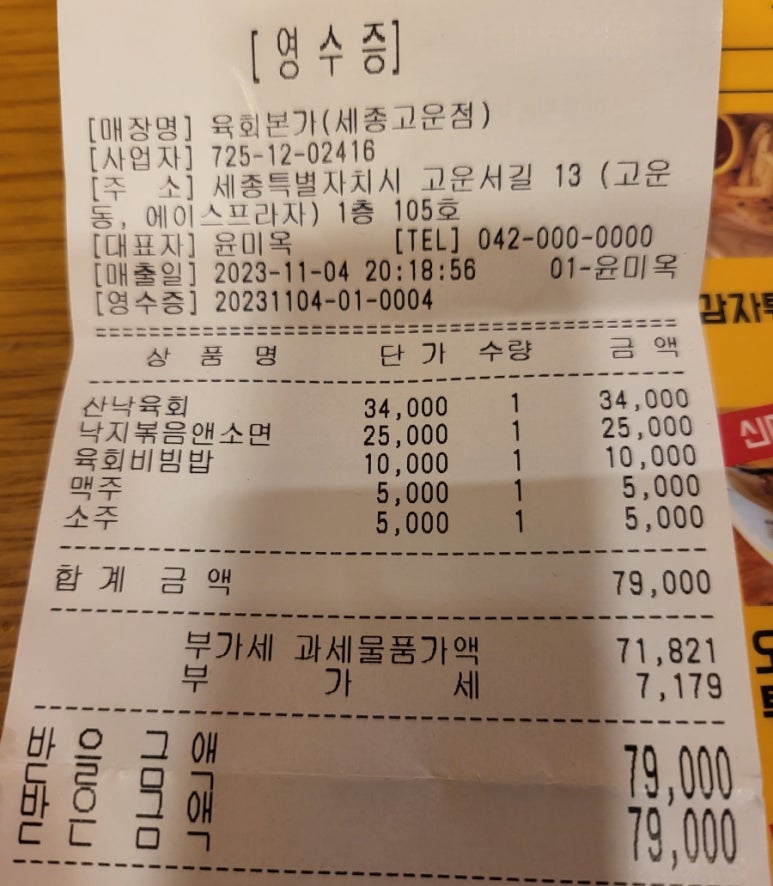 [영수증]
[매장명] 육회본가(세종고운점)
[사업자] 725-12-02416
[주 소] 세종특별자치시 고운서길 13 (고운
동, 에이스프라자) 1층 105호
[대표자] 윤미옥 [TEL] 042-000-0000
[매출일] 2023-11-04 20:18:56 01-윤미옥
[영수증] 20231104-01-0004
상 품 명 단 가 수량 금 액
산낙육회 34,000 1 34,000
낙지볶음앤소면 25,000 1 25,000
육회비빔밥 10,000 1 10,000
맥주 5,000 1 5,000
소주 5,000 1 5,000
합 계 금 액 79,000
부가세 과세물품가액 71,821
부 가 세 7,179
받 을 금 액 79,000
받 은 금 액 79,000
감자